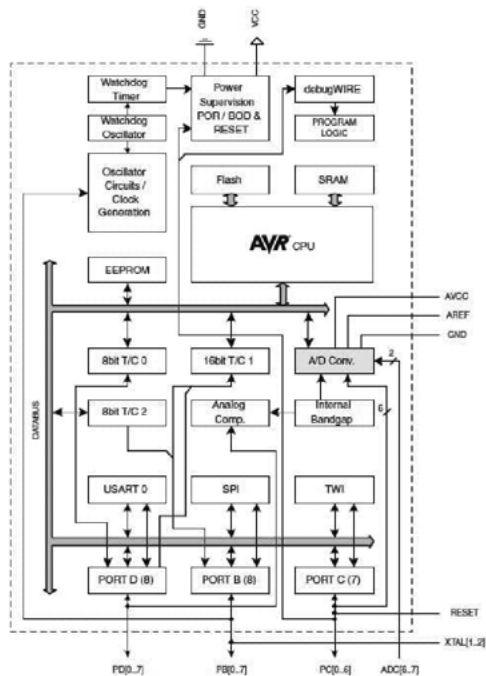 GND
VCC
Watchdog
Timer
Power
Supervision
POR / BOD &
RESET
debugWIRE
Watchdog
Oscillator
PROGRAM
LOGIC
Oscillator
Circuits /
Clock
Generation
Flash
SRAM
AVR CPU
EEPROM
AVCC
AREF
GND
8bit T/C 0
16bit T/C 1
A/D Conv.
2
DATABUS
8bit T/C 2
Analog
Comp.
Internal
Bandgap
6
USART 0
SPI
TWI
PORT D (8)
PORT B (8)
PORT C (7)
RESET
XTAL[1..2]
PD[0..7]
PB[0..7]
PC[0..6]
ADC[6..7]